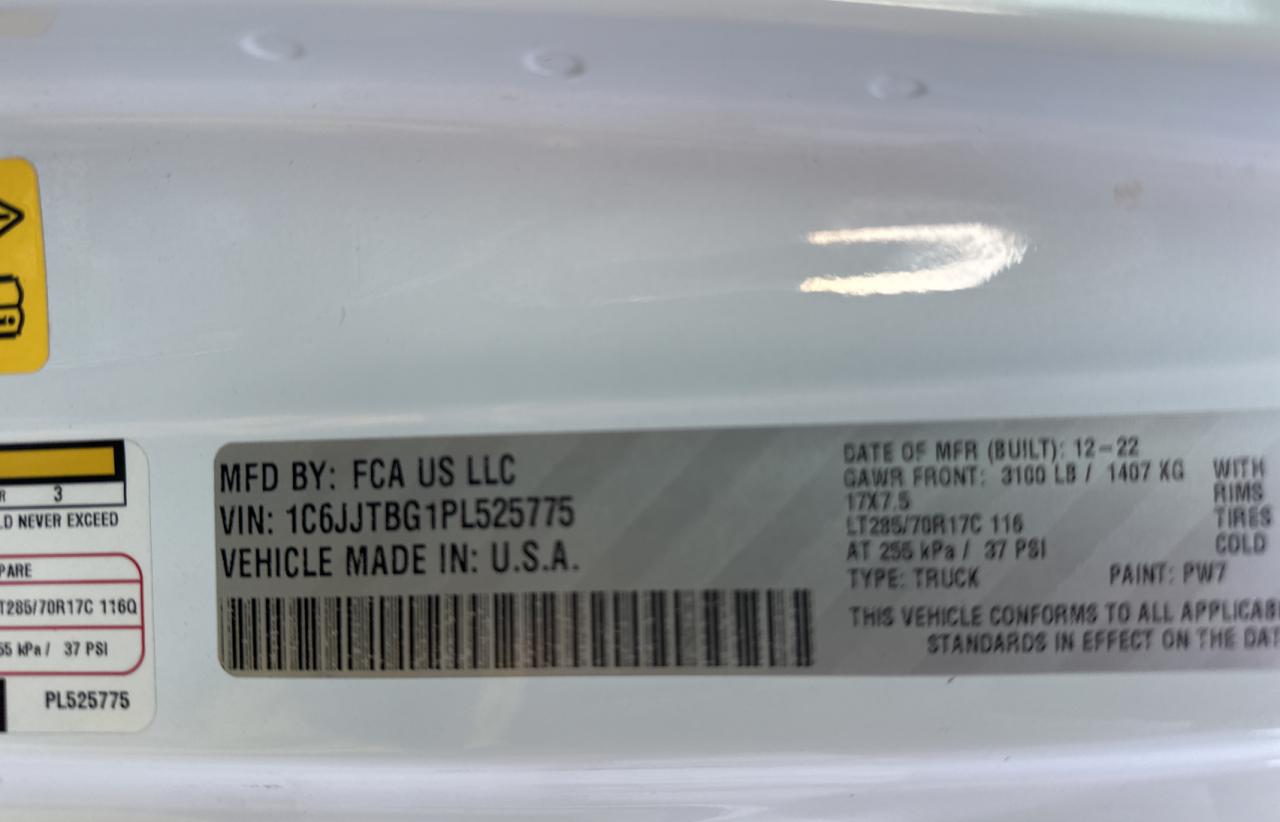 R 3
LD NEVER EXCEED
PARE
T285/70R17C 116Q
55 kPa / 37 PSI
PL525775
MFD BY: FCA US LLC
VIN: 1C6JJTBG1PL525775
VEHICLE MADE IN: U.S.A.
DATE OF MFR (BUILT): 12-22
GAWR FRONT: 3100 LB / 1407 KG WITH
17X7.5 RIMS
LT285/70R17C 116 TIRES
AT 255 kPa / 37 PSI COLD
TYPE: TRUCK PAINT: PW7
THIS VEHICLE CONFORMS TO ALL APPLICAB
STANDARDS IN EFFECT ON THE DAT